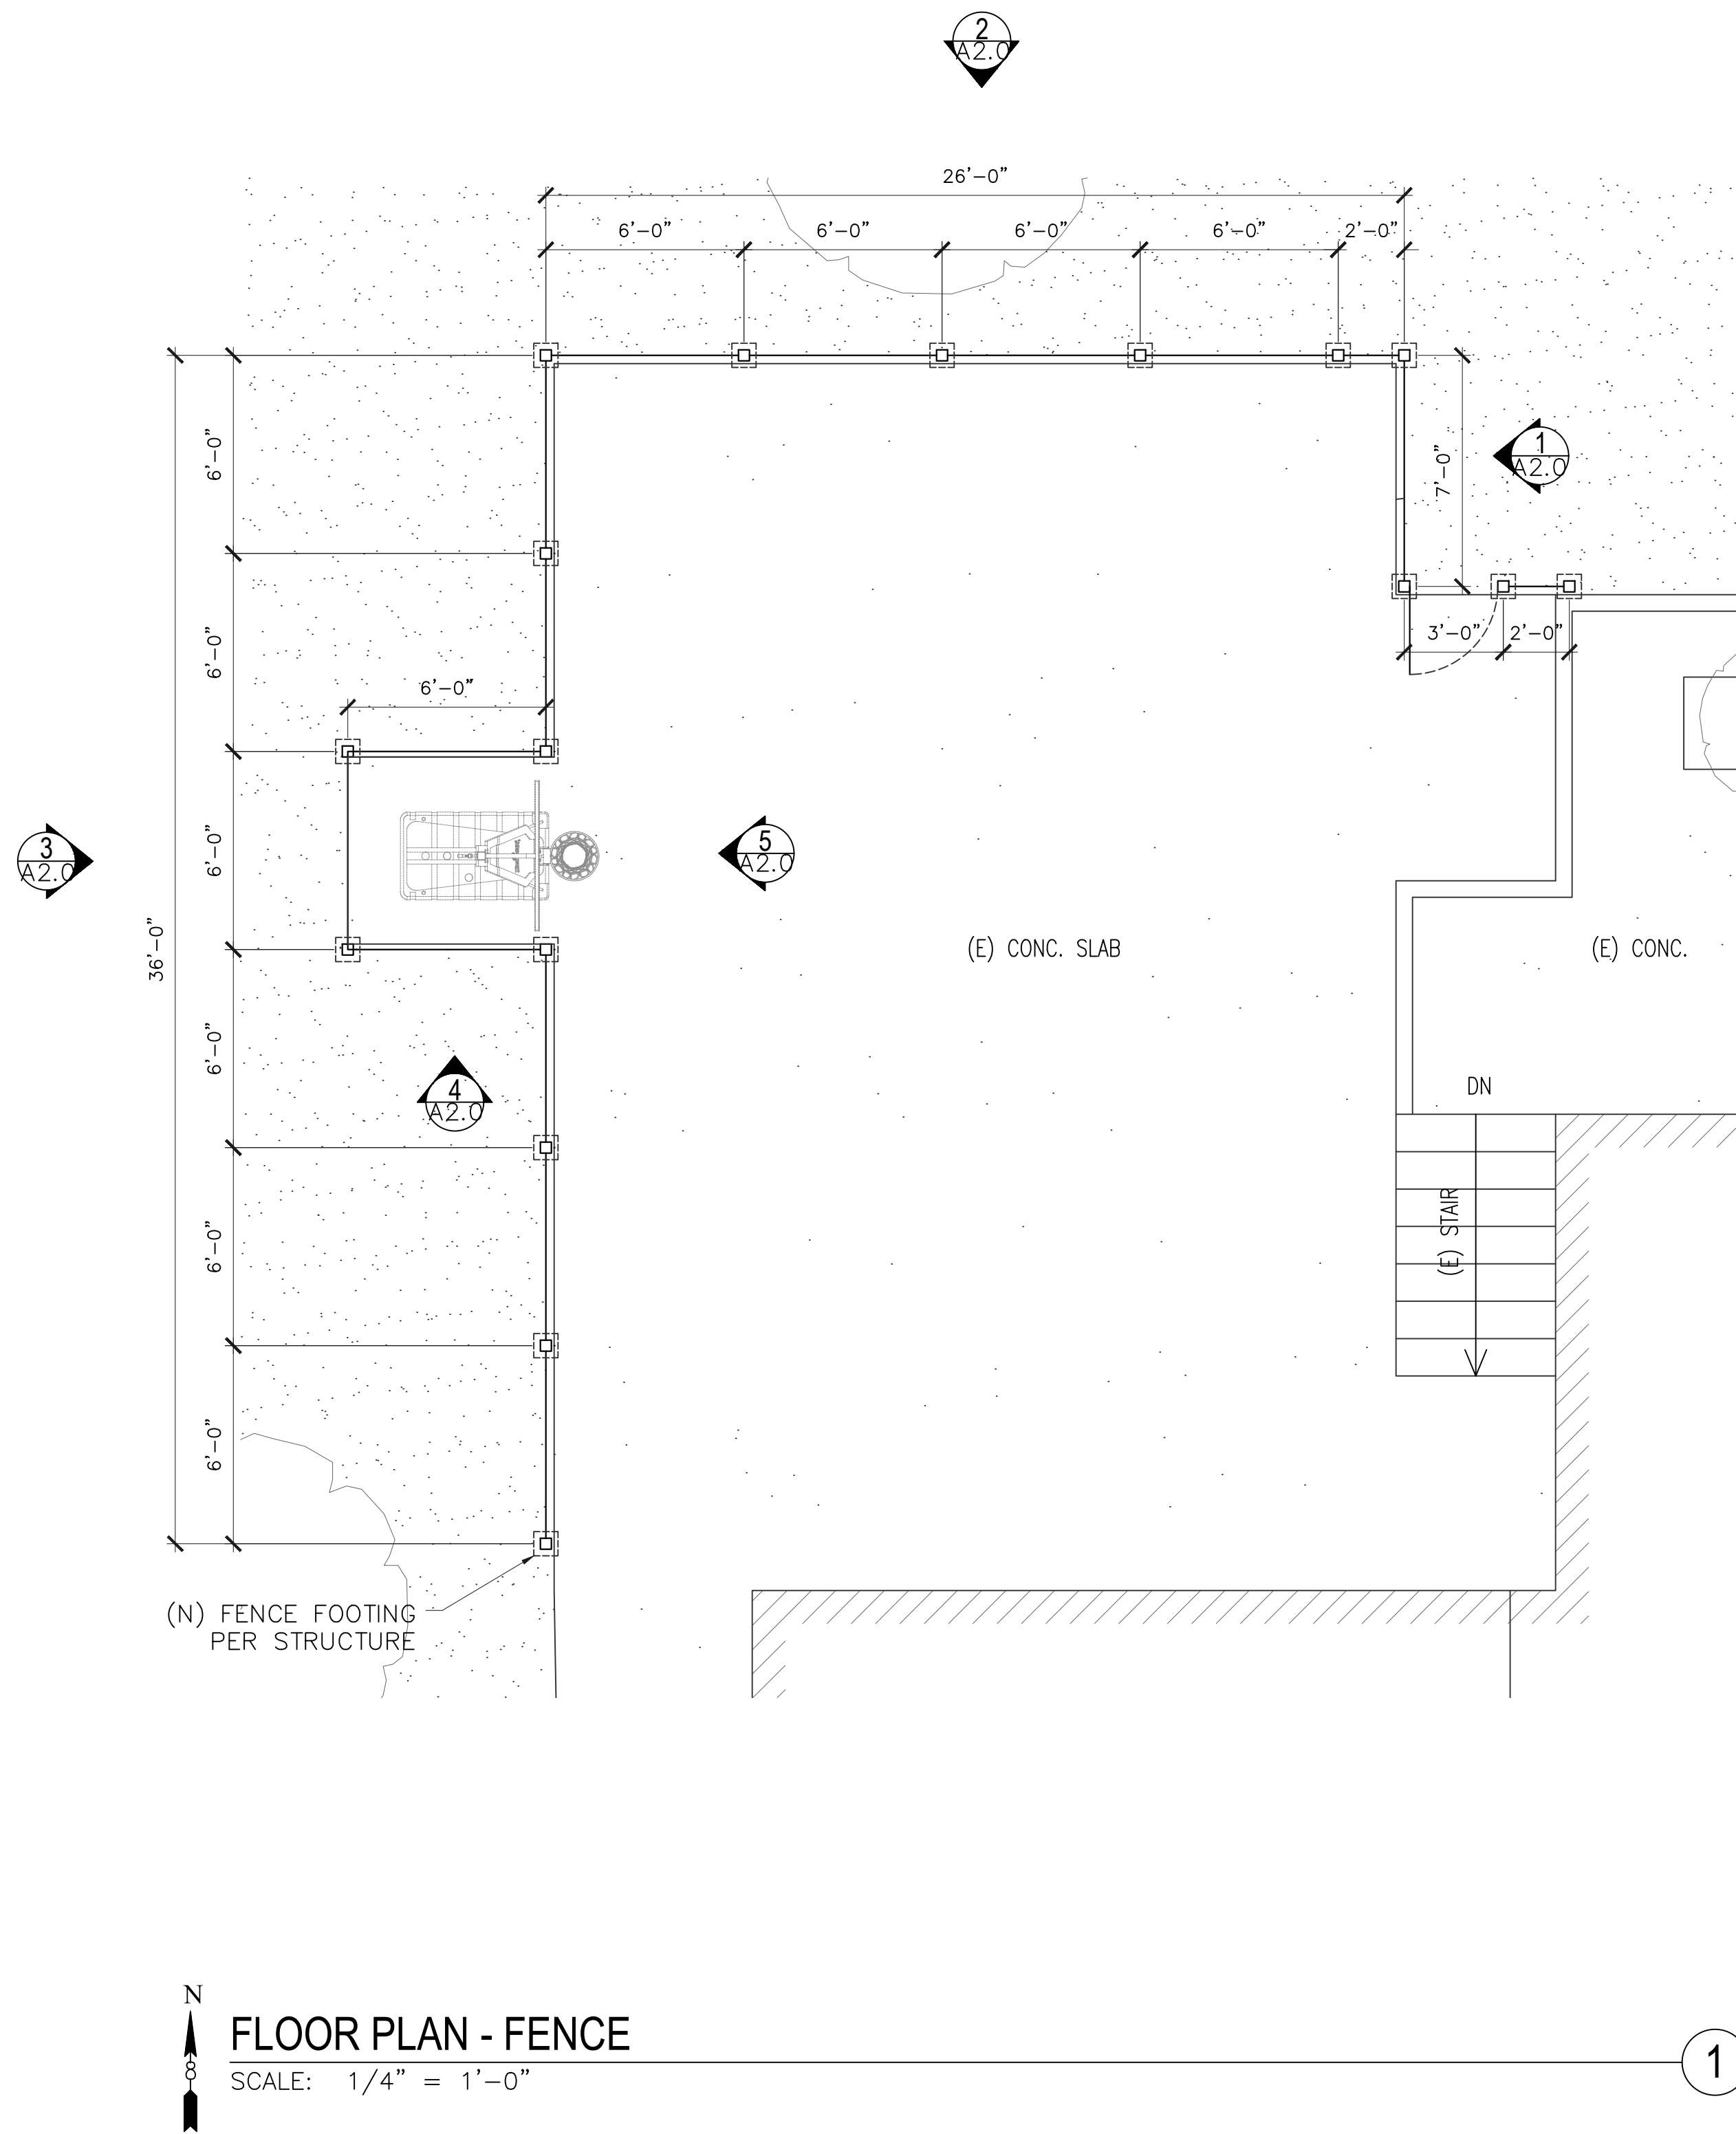 2
A2.0
26'-0"
6'-0"
6'-0"
6'-0"
6'-0"
2'-0"
6'-0"
7'-0"
1
A2.0
6'-0"
3'-0"
2'-0"
6'-0"
3
A2.0
6'-0"
5
A2.0
36'-0"
(E) CONC. SLAB
(E) CONC.
6'-0"
4
A2.0
DN
(E) STAIR
6'-0"
6'-0"
(N) FENCE FOOTING
PER STRUCTURE
N
8
FLOOR PLAN - FENCE
SCALE: 1/4" = 1'-0"
1